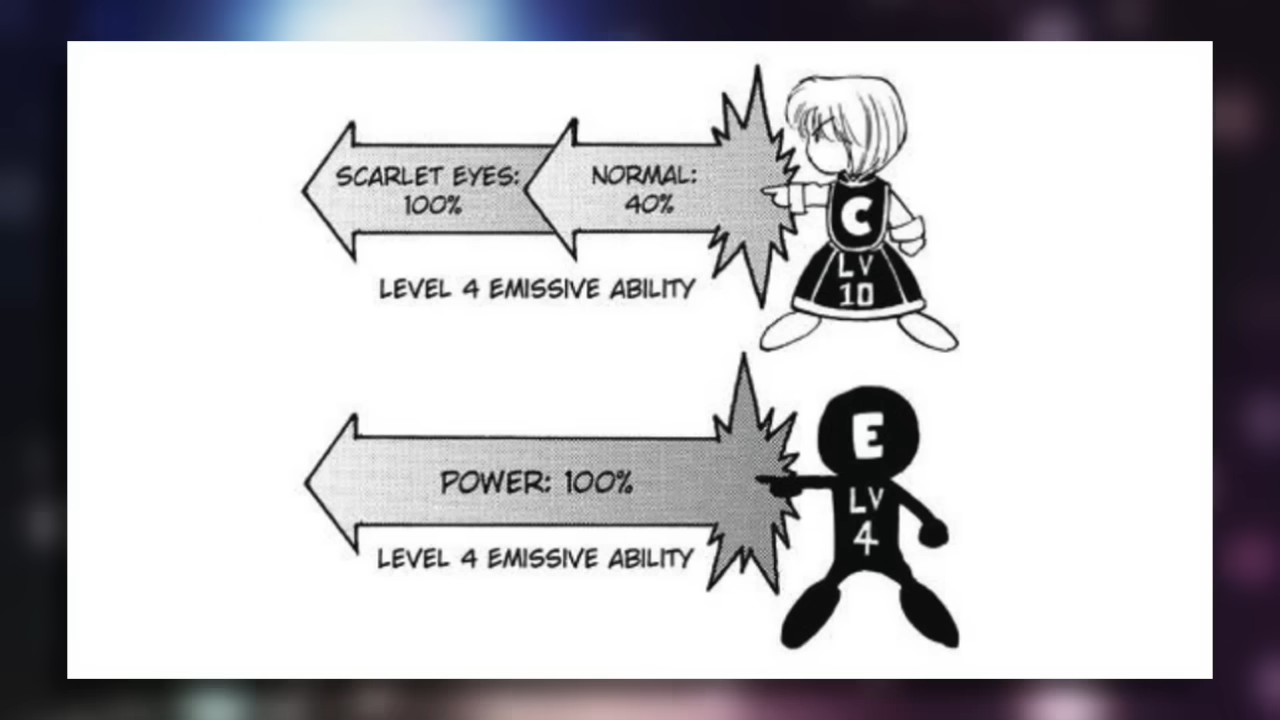 SCARLET EYES:
100%
NORMAL:
40%
C
LV
10
LEVEL 4 EMISSIVE ABILITY
E
LV
4
POWER: 100%
LEVEL 4 EMISSIVE ABILITY